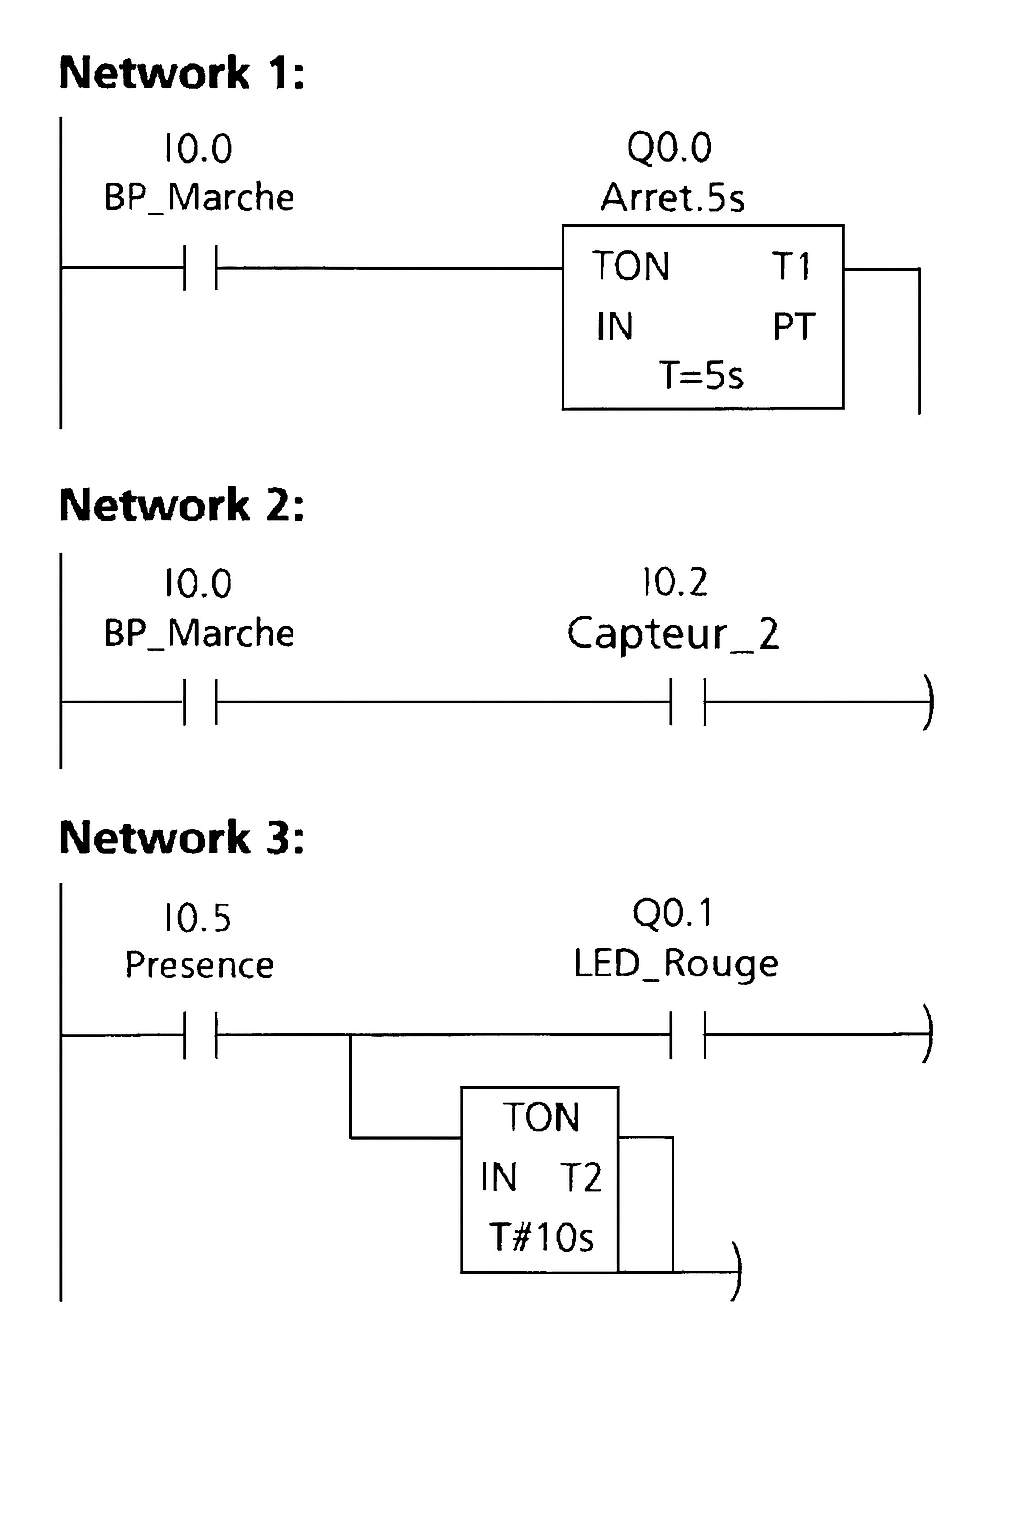 Network 1:
I0.0 Q0.0
BP_Marche Arret.5s
TON T1
IN PT
T=5s
Network 2:
I0.0 I0.2
BP_Marche Capteur_2
Network 3:
I0.5 Q0.1
Presence LED_Rouge
TON
IN T2
T#10s